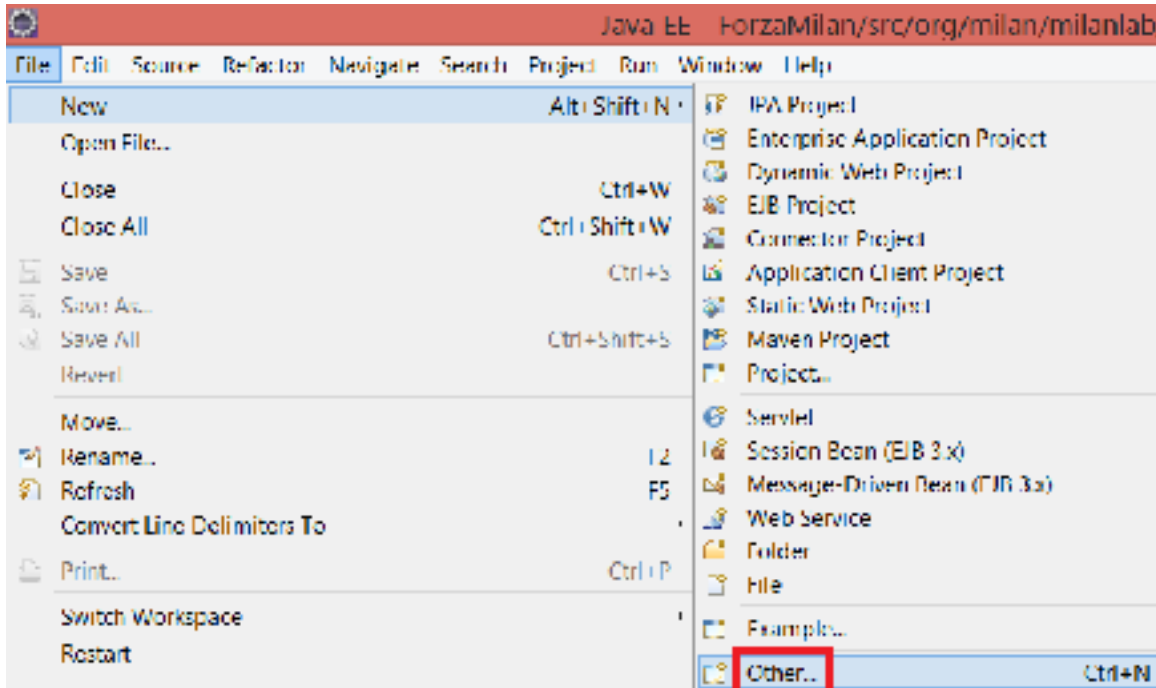 Java EE - ForzaMilan/src/org/milan/milanlab
File Edit Source Refactor Navigate Search Project Run Window Help
New Alt+Shift+N
Open File...
Close Ctrl+W
Close All Ctrl+Shift+W
Save Ctrl+S
Save As...
Save All Ctrl+Shift+S
Revert
Move...
Rename... F2
Refresh F5
Convert Line Delimiters To
Print... Ctrl+P
Switch Workspace
Restart
JPA Project
Enterprise Application Project
Dynamic Web Project
EJB Project
Connector Project
Application Client Project
Static Web Project
Maven Project
Project...
Servlet
Session Bean (EJB 3.x)
Message-Driven Bean (EJB 3.x)
Web Service
Folder
File
Example...
Other... Ctrl+N